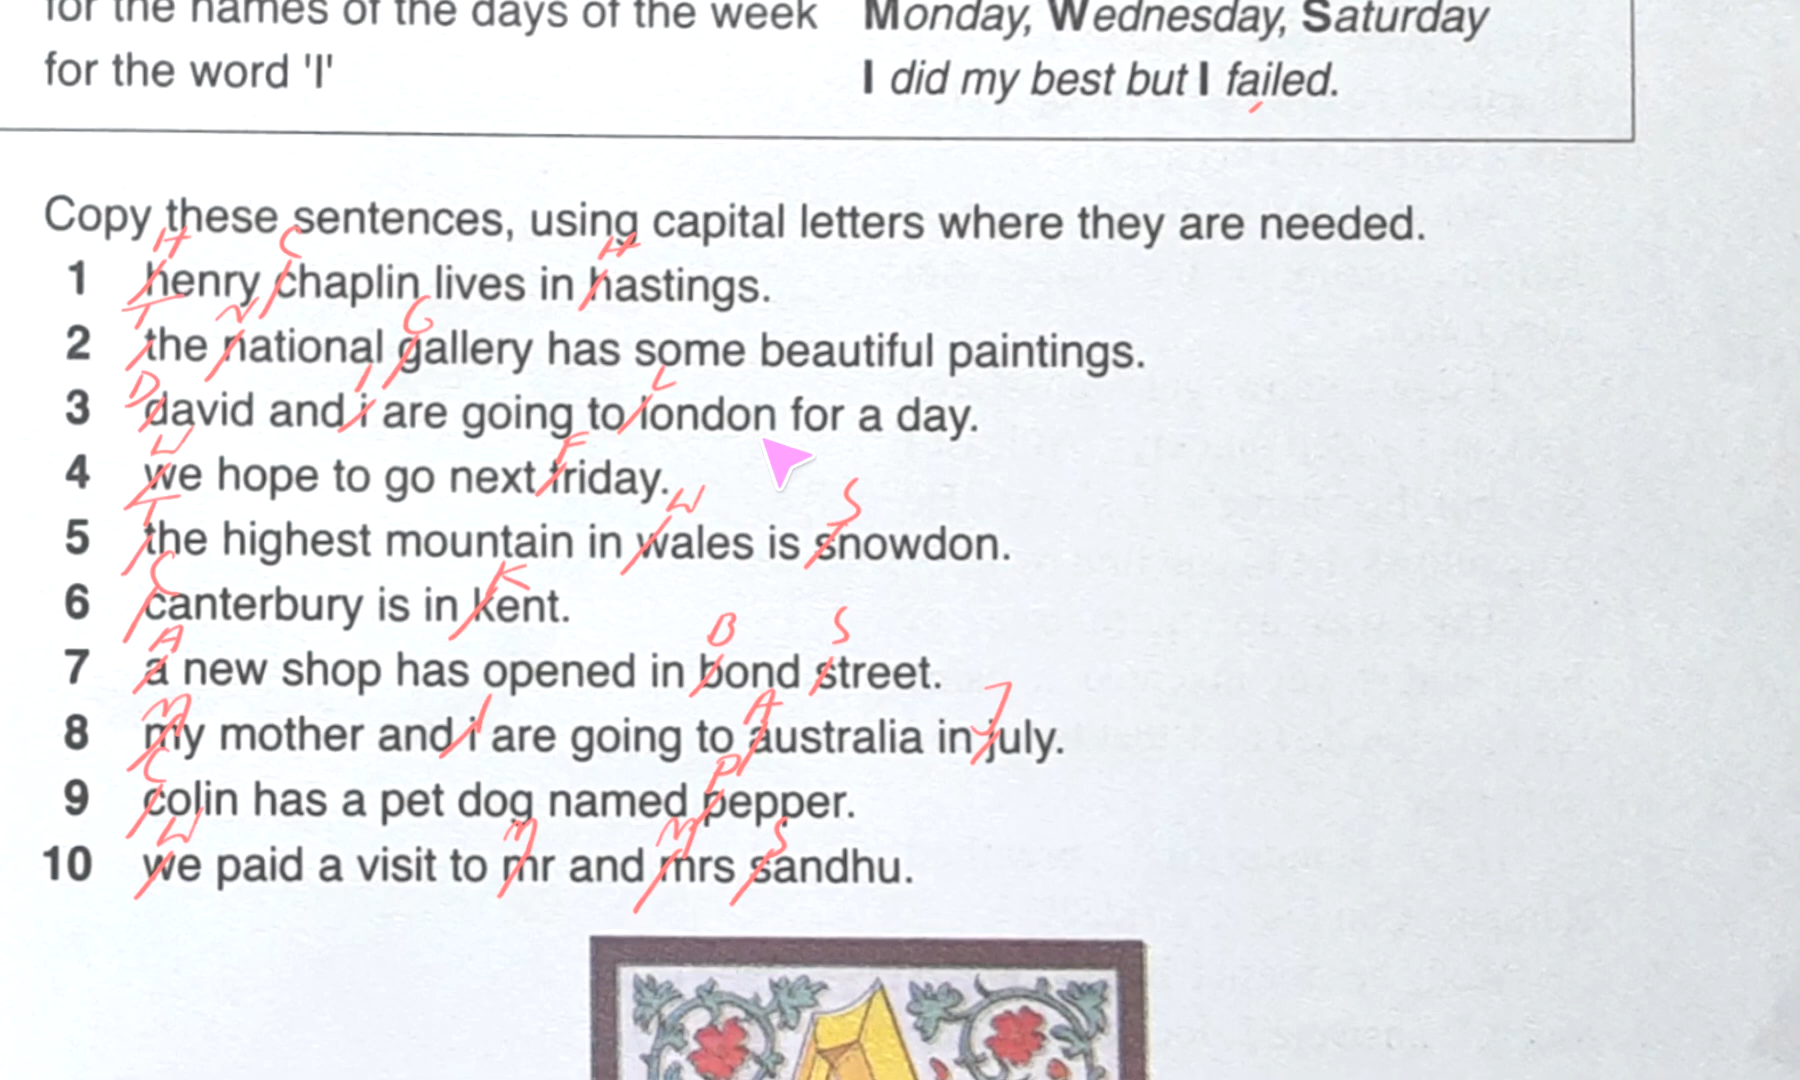 for the names of the days of the week Monday, Wednesday, Saturday
for the word 'I' I did my best but I failed.
Copy these sentences, using capital letters where they are needed.
H C H
1 henry chaplin lives in hastings.
T N G
2 the national gallery has some beautiful paintings.
D I L
3 david and i are going to london for a day.
W F
4 we hope to go next friday.
T W S
5 the highest mountain in wales is snowdon.
C K
6 canterbury is in kent.
A B S
7 a new shop has opened in bond street.
M I A J
8 my mother and i are going to australia in july.
C P
9 colin has a pet dog named pepper.
W M M S
10 we paid a visit to mr and mrs sandhu.